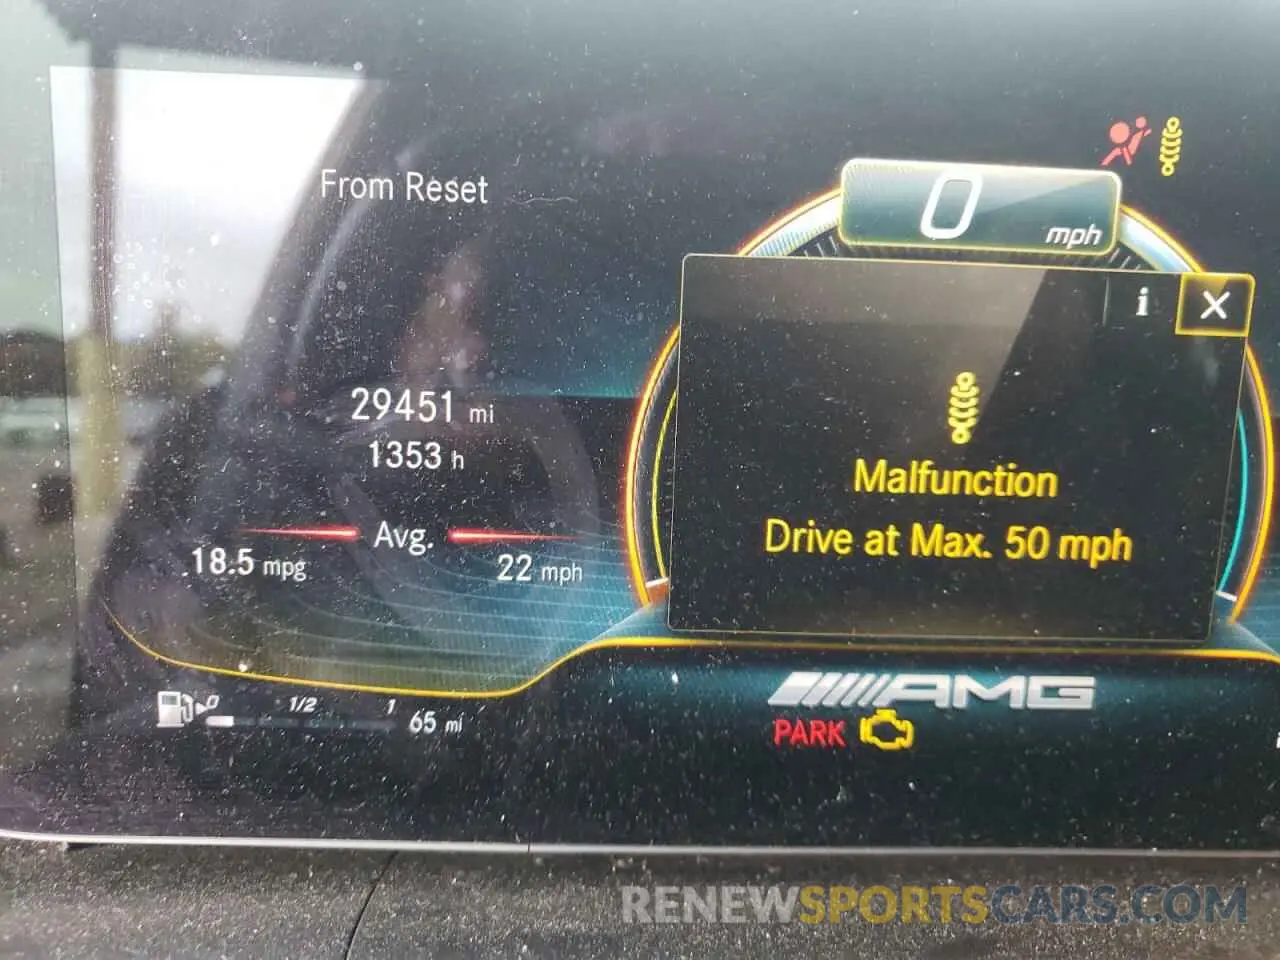 From Reset
0 mph
i X
29451 mi
1353 h
Malfunction
Avg.
Drive at Max. 50 mph
18.5 mpg 22 mph
AMG
1/2 1 65 mi
PARK
RENEWSPORTSCARS.COM